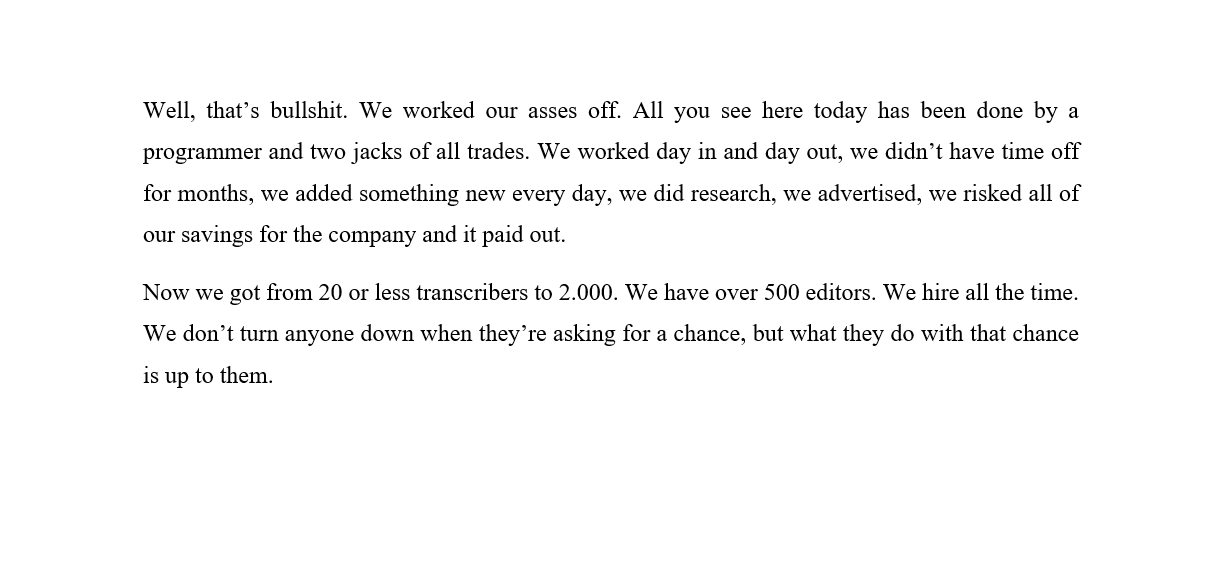 Well, that’s bullshit. We worked our asses off. All you see here today has been done by a
programmer and two jacks of all trades. We worked day in and day out, we didn’t have time off
for months, we added something new every day, we did research, we advertised, we risked all of
our savings for the company and it paid out.
Now we got from 20 or less transcribers to 2.000. We have over 500 editors. We hire all the time.
We don’t turn anyone down when they’re asking for a chance, but what they do with that chance
is up to them.